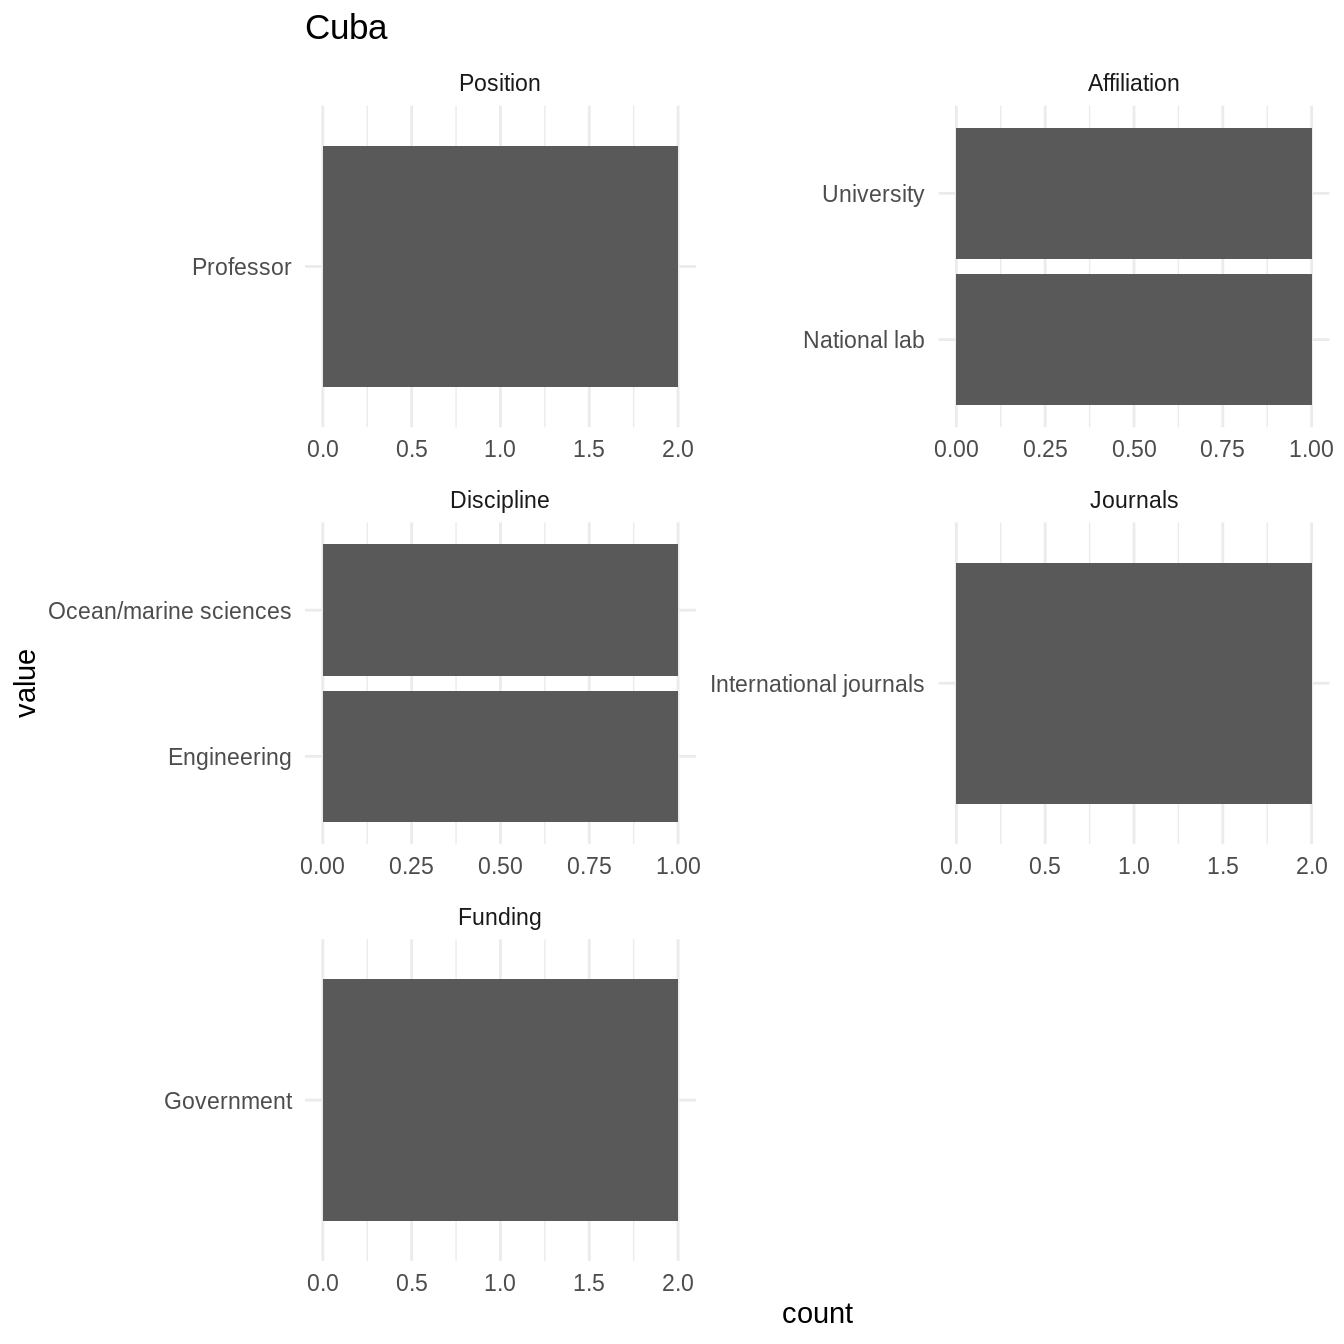 Cuba
Position
Professor
0.0 0.5 1.0 1.5 2.0
Affiliation
University
National lab
0.00 0.25 0.50 0.75 1.00
Discipline
Ocean/marine sciences
Engineering
0.00 0.25 0.50 0.75 1.00
Journals
International journals
0.0 0.5 1.0 1.5 2.0
Funding
Government
0.0 0.5 1.0 1.5 2.0
value
count